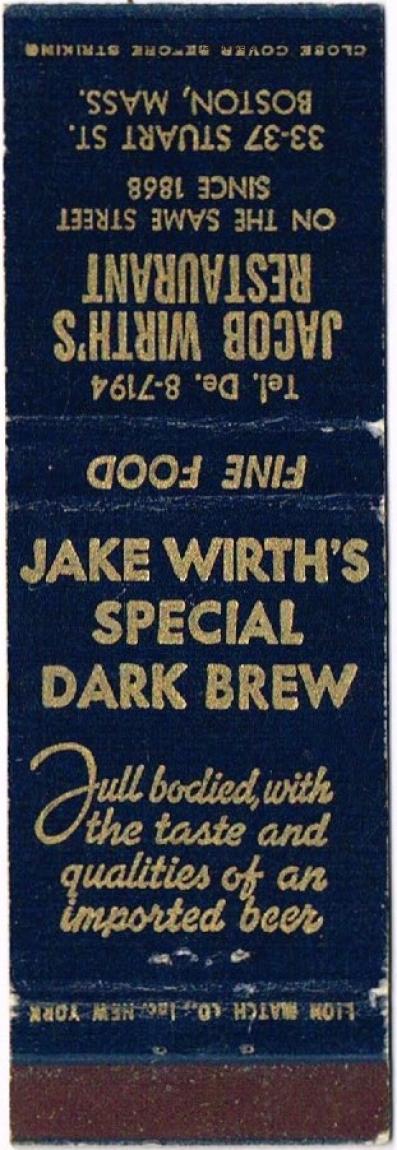 CLOSE COVER BEFORE STRIKING
Tel. De. 8-7194
JACOB WIRTH'S
RESTAURANT
ON THE SAME STREET
SINCE 1868
33-37 STUART ST.
BOSTON, MASS.
FINE FOOD
JAKE WIRTH'S
SPECIAL
DARK BREW
Full bodied, with
the taste and
qualities of an
imported beer
LION MATCH CO., Inc. NEW YORK